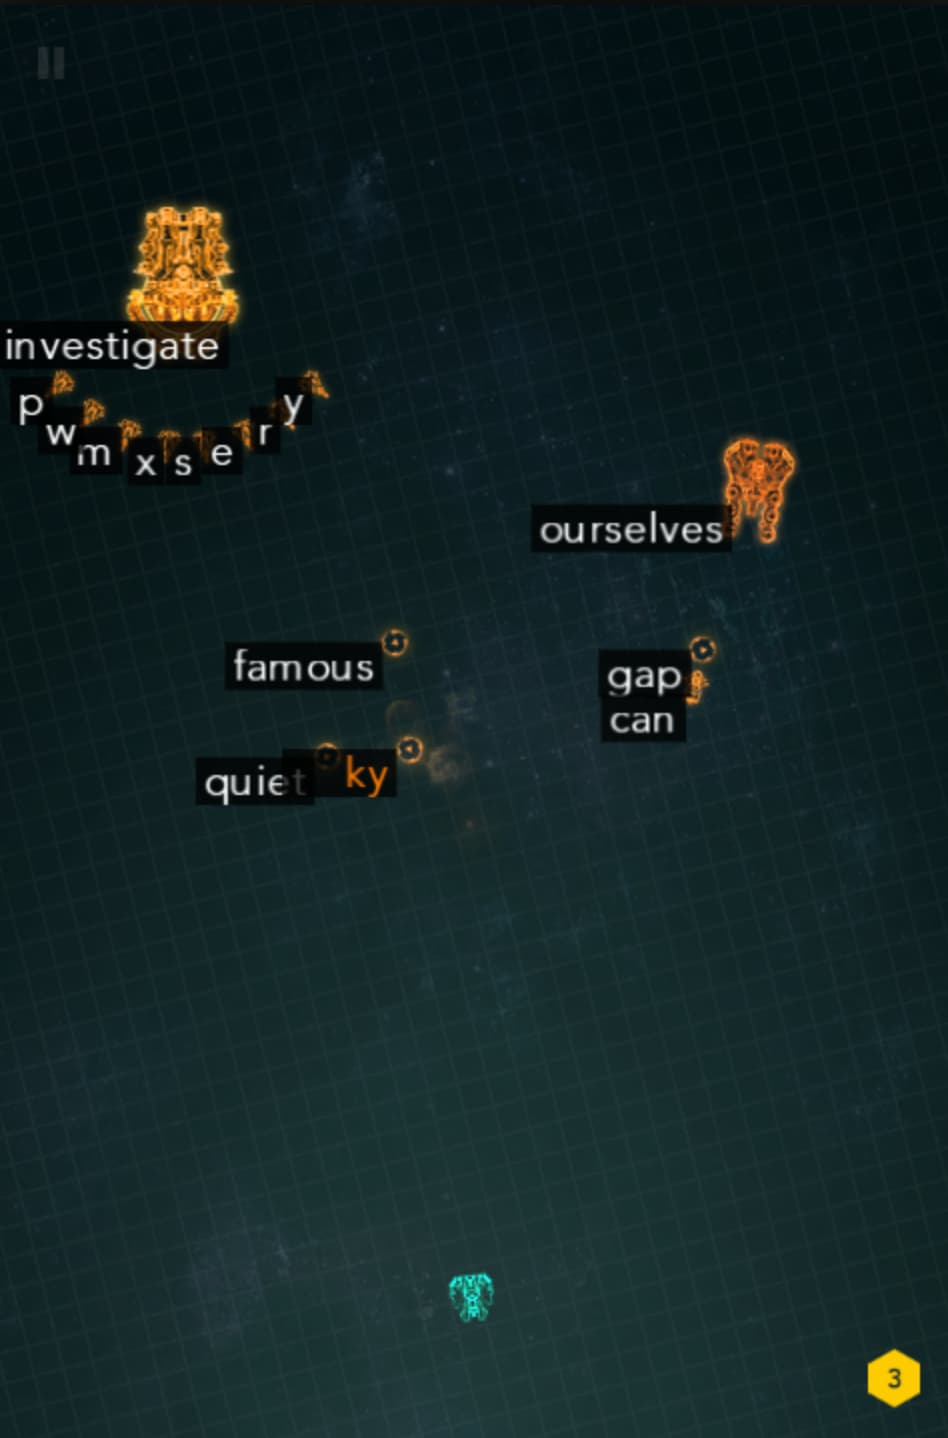 investigate
p w m x s e r y
ourselves
famous
gap
can
quiet ky
3